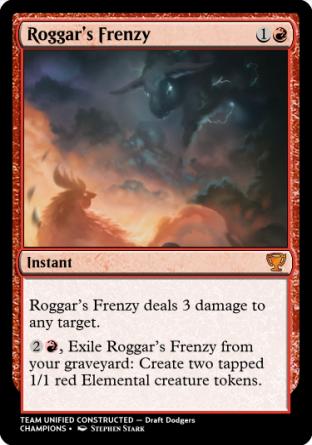 Roggar's Frenzy 1
Instant
Roggar's Frenzy deals 3 damage to
any target.
2, Exile Roggar's Frenzy from
your graveyard: Create two tapped
1/1 red Elemental creature tokens.
TEAM UNIFIED CONSTRUCTED — Draft Dodgers
CHAMPIONS • Stephen Stark